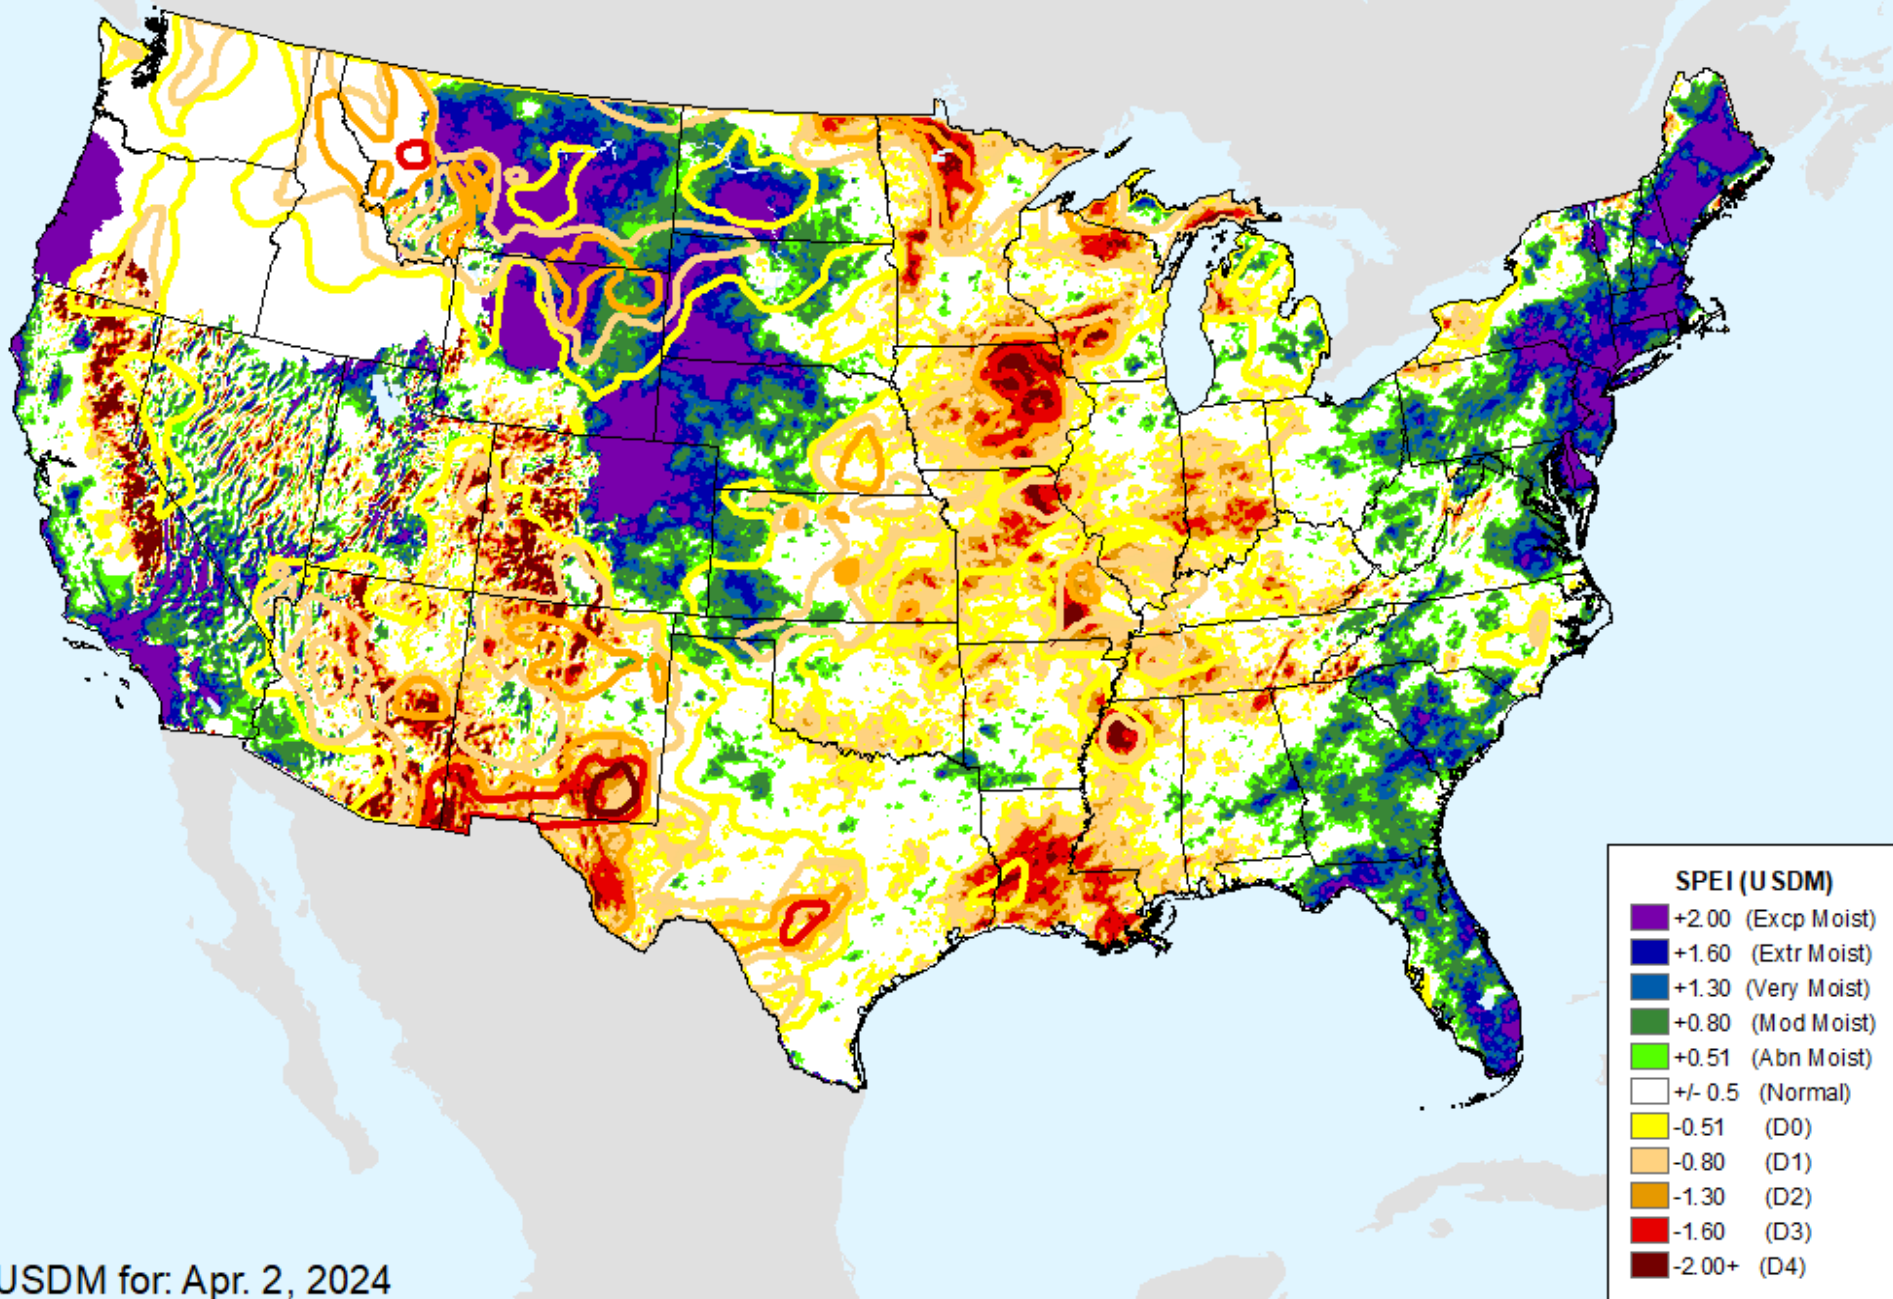 SPEI (USDM)
+2.00 (Excp Moist)
+1.60 (Extr Moist)
+1.30 (Very Moist)
+0.80 (Mod Moist)
+0.51 (Abn Moist)
+/- 0.5 (Normal)
-0.51 (D0)
-0.80 (D1)
-1.30 (D2)
-1.60 (D3)
-2.00+ (D4)
USDM for: Apr. 2, 2024